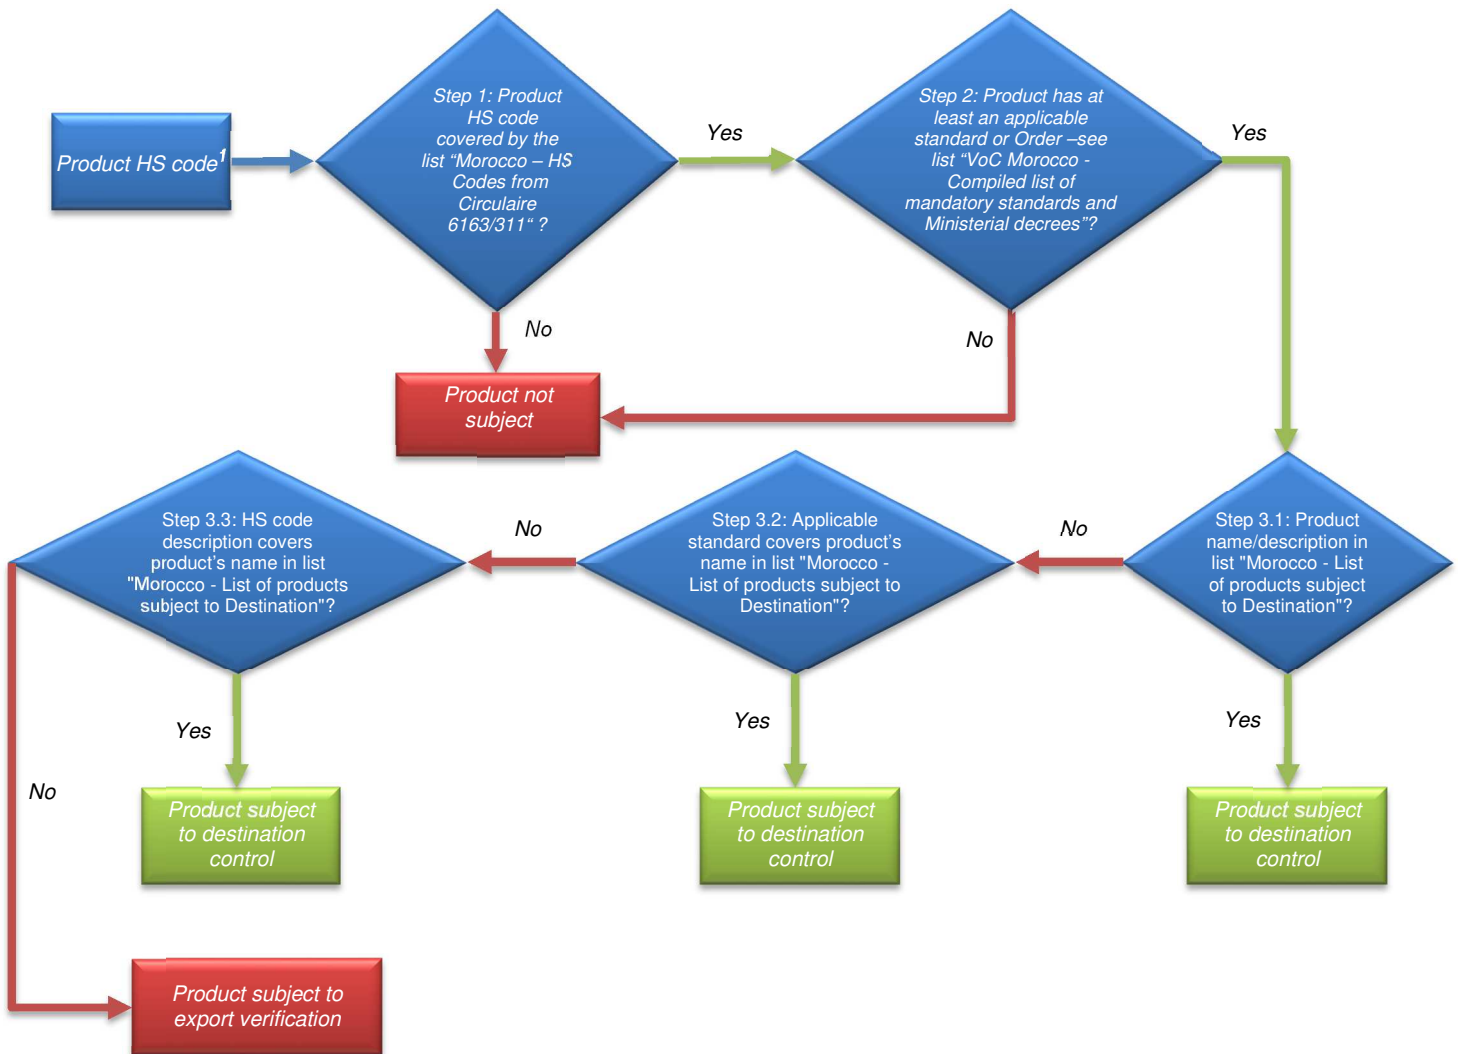 Product HS code1
Step 1: Product
HS code
covered by the
list “Morocco – HS
Codes from
Circulaire
6163/311“ ?
Yes
Step 2: Product has at
least an applicable
standard or Order –see
list “VoC Morocco -
Compiled list of
mandatory standards and
Ministerial decrees”?
Yes
No
No
Product not
subject
Step 3.3: HS code
description covers
product's name in list
"Morocco - List of products
subject to Destination"?
No
Step 3.2: Applicable
standard covers product's
name in list "Morocco -
List of products subject to
Destination"?
No
Step 3.1: Product
name/description in
list "Morocco - List
of products subject
to Destination"?
Yes
Yes
Yes
No
Product subject
to destination
control
Product subject
to destination
control
Product subject
to destination
control
Product subject to
export verification